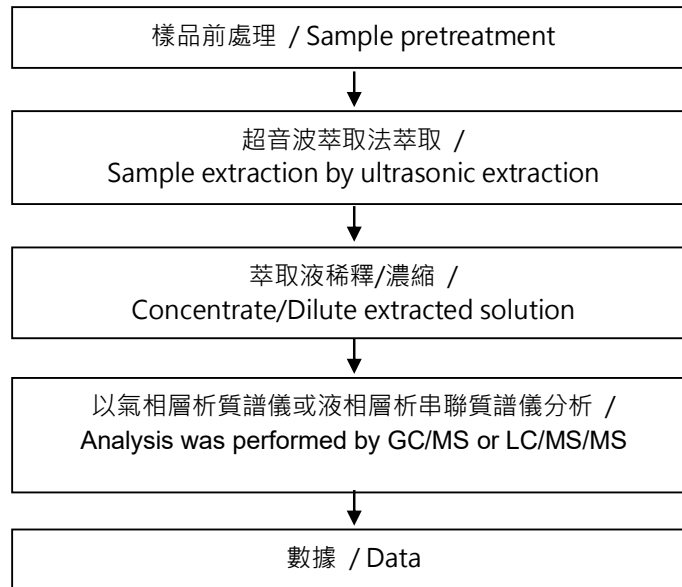 樣品前處理 / Sample pretreatment
超音波萃取法萃取 /
Sample extraction by ultrasonic extraction
萃取液稀釋/濃縮 /
Concentrate/Dilute extracted solution
以氣相層析質譜儀或液相層析串聯質譜儀分析 /
Analysis was performed by GC/MS or LC/MS/MS
數據 / Data